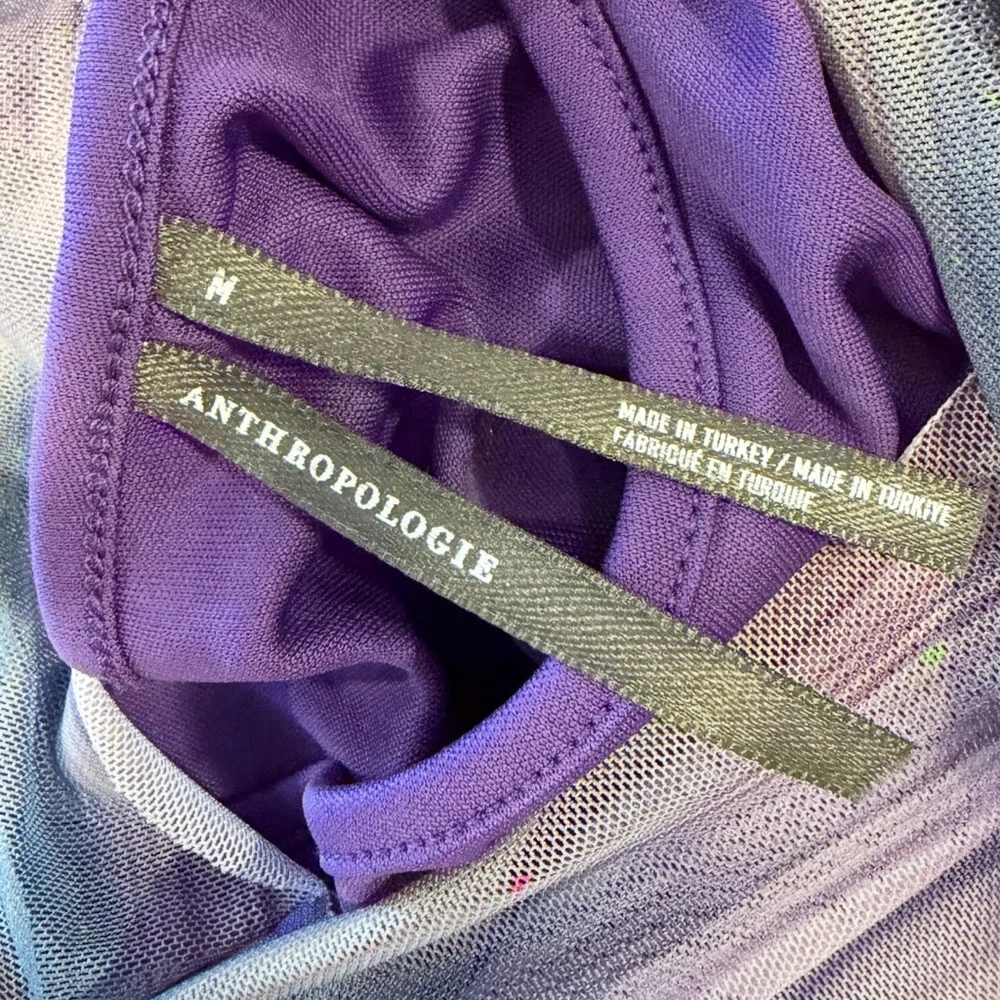 M
MADE IN TURKEY / MADE IN TÜRKIYE
FABRIQUÉ EN TURQUIE
ANTHROPOLOGIE